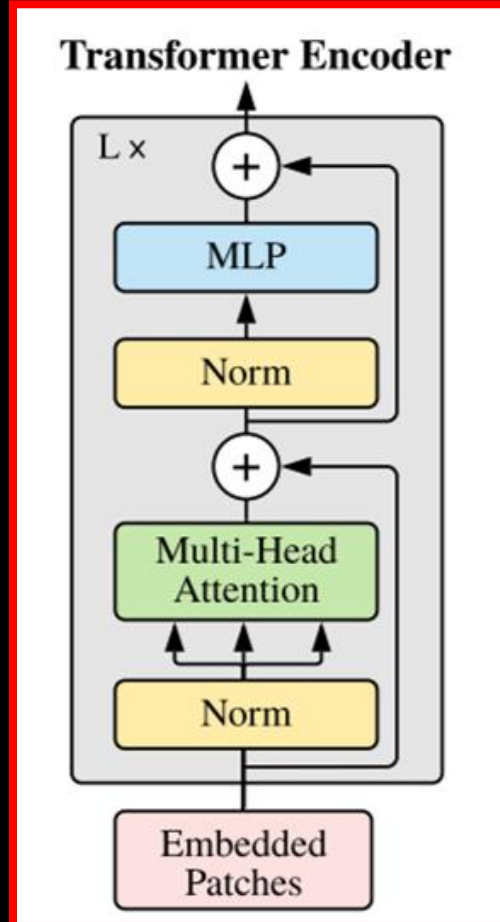 Transformer Encoder
L ×
+
MLP
Norm
+
Multi-Head
Attention
Norm
Embedded
Patches